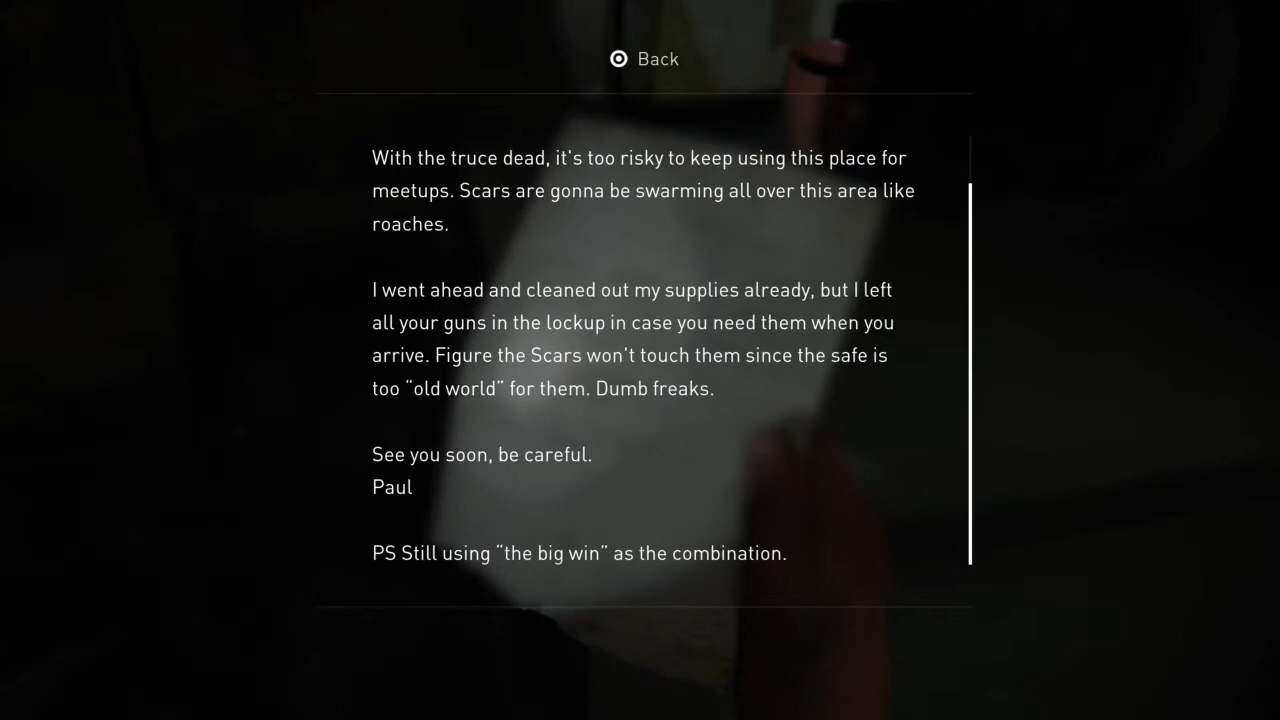 Back
With the truce dead, it's too risky to keep using this place for
meetups. Scars are gonna be swarming all over this area like
roaches.
I went ahead and cleaned out my supplies already, but I left
all your guns in the lockup in case you need them when you
arrive. Figure the Scars won't touch them since the safe is
too “old world” for them. Dumb freaks.
See you soon, be careful.
Paul
PS Still using “the big win” as the combination.